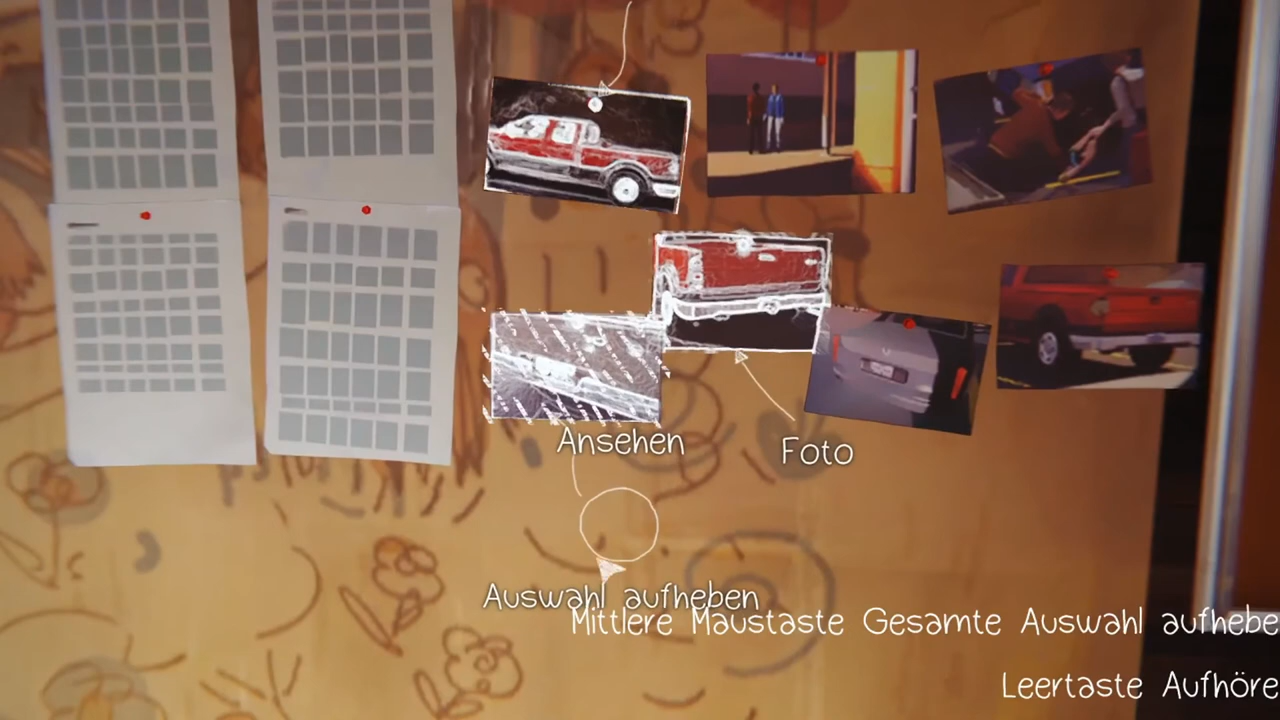 Ansehen
Foto
Auswahl aufheben
Mittlere Maustaste Gesamte Auswahl aufhebe
Leertaste Aufhöre